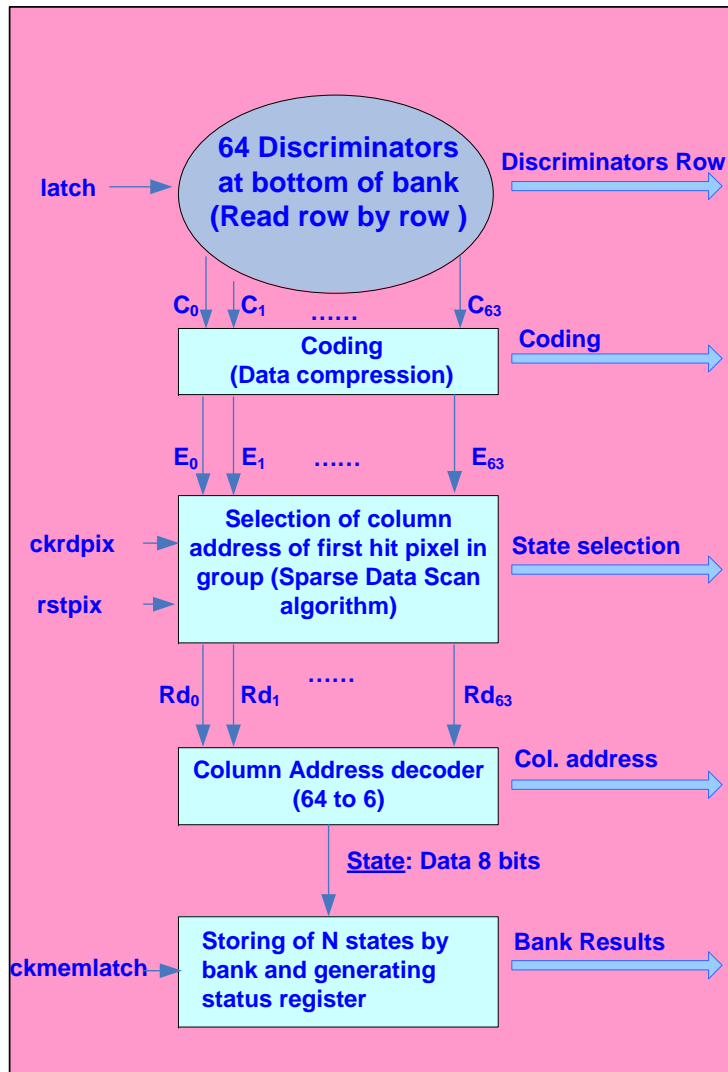 64 Discriminators
at bottom of bank
(Read row by row )
latch
Discriminators Row
C₀
C₁
......
C₆₃
Coding
(Data compression)
Coding
E₀
E₁
......
E₆₃
Selection of column
address of first hit pixel in
group (Sparse Data Scan
algorithm)
ckrdpix
rstpix
State selection
......
Rd₀
Rd₁
Rd₆₃
Column Address decoder
(64 to 6)
Col. address
State: Data 8 bits
Storing of N states by
bank and generating
status register
ckmemlatch
Bank Results